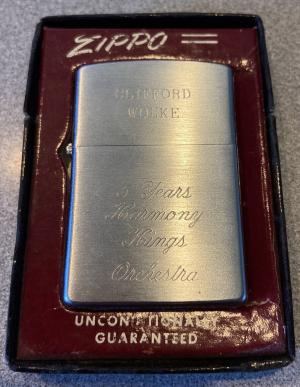 ZIPPO
CLIFFORD
WOLKE
5 Years
Harmony
Kings
Orchestra
UNCONDITIONALLY
GUARANTEED